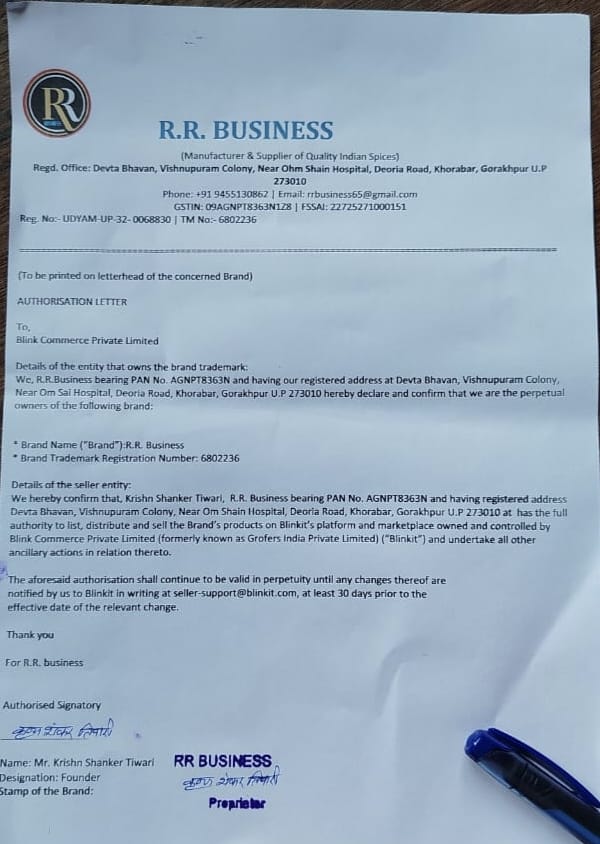 RR
R.R. BUSINESS
(Manufacturer & Supplier of Quality Indian Spices)
Regd. Office: Devta Bhavan, Vishnupuram Colony, Near Ohm Shain Hospital, Deoria Road, Khorabar, Gorakhpur U.P
273010
Phone: +91 9455130862 | Email: rrbusiness65@gmail.com
GSTIN: 09AGNPT8363N1Z8 | FSSAI: 22725271000151
Reg. No:- UDYAM-UP-32- 0068830 | TM No:- 6802236
(To be printed on letterhead of the concerned Brand)
AUTHORISATION LETTER
To,
Blink Commerce Private Limited
Details of the entity that owns the brand trademark:
We, R.R.Business bearing PAN No. AGNPT8363N and having our registered address at Devta Bhavan, Vishnupuram Colony,
Near Om Sai Hospital, Deoria Road, Khorabar, Gorakhpur U.P 273010 hereby declare and confirm that we are the perpetual
owners of the following brand:
* Brand Name ("Brand"):R.R. Business
* Brand Trademark Registration Number: 6802236
Details of the seller entity:
We hereby confirm that, Krishn Shanker Tiwari, R.R. Business bearing PAN No. AGNPT8363N and having registered address
Devta Bhavan, Vishnupuram Colony, Near Om Sain Hospital, Deoria Road, Khorabar, Gorakhpur U.P 273010 at has the full
authority to list, distribute and sell the Brand's products on Blinkit's platform and marketplace owned and controlled by
Blink Commerce Private Limited (formerly known as Grofers India Private Limited) ("Blinkit") and undertake all other
ancillary actions in relation thereto.
The aforesaid authorisation shall continue to be valid in perpetuity until any changes thereof are
notified by us to Blinkit in writing at seller-support@blinkit.com, at least 30 days prior to the
effective date of the relevant change.
Thank you
For R.R. business
Authorised Signatory
कृष्ण शंकर तिवारी
Name: Mr. Krishn Shanker Tiwari
Designation: Founder
Stamp of the Brand:
RR BUSINESS
कृष्ण शंकर तिवारी
Proprietor